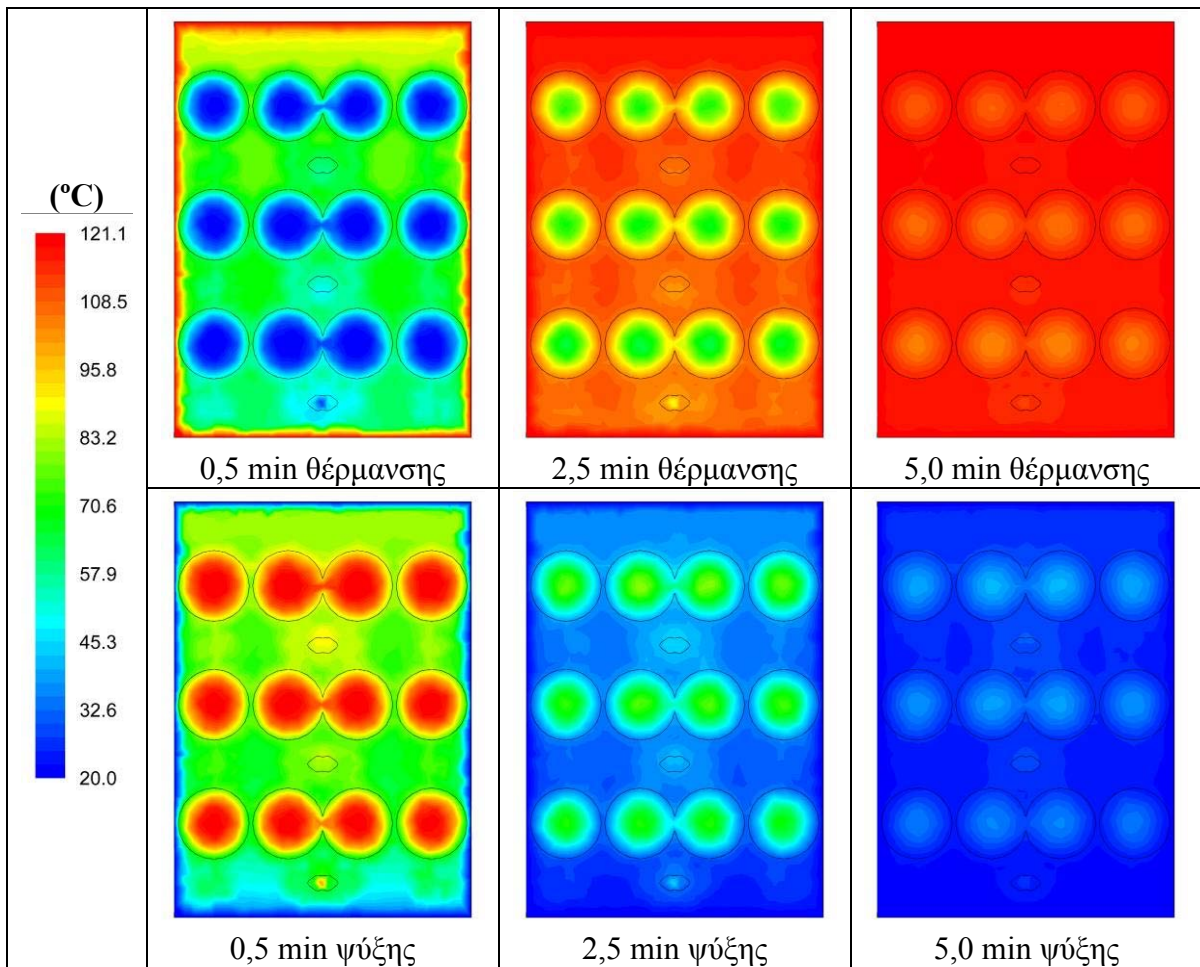 (ºC)
121.1
108.5
95.8
83.2
70.6
57.9
45.3
32.6
20.0
0,5 min θέρμανσης
2,5 min θέρμανσης
5,0 min θέρμανσης
0,5 min ψύξης
2,5 min ψύξης
5,0 min ψύξης